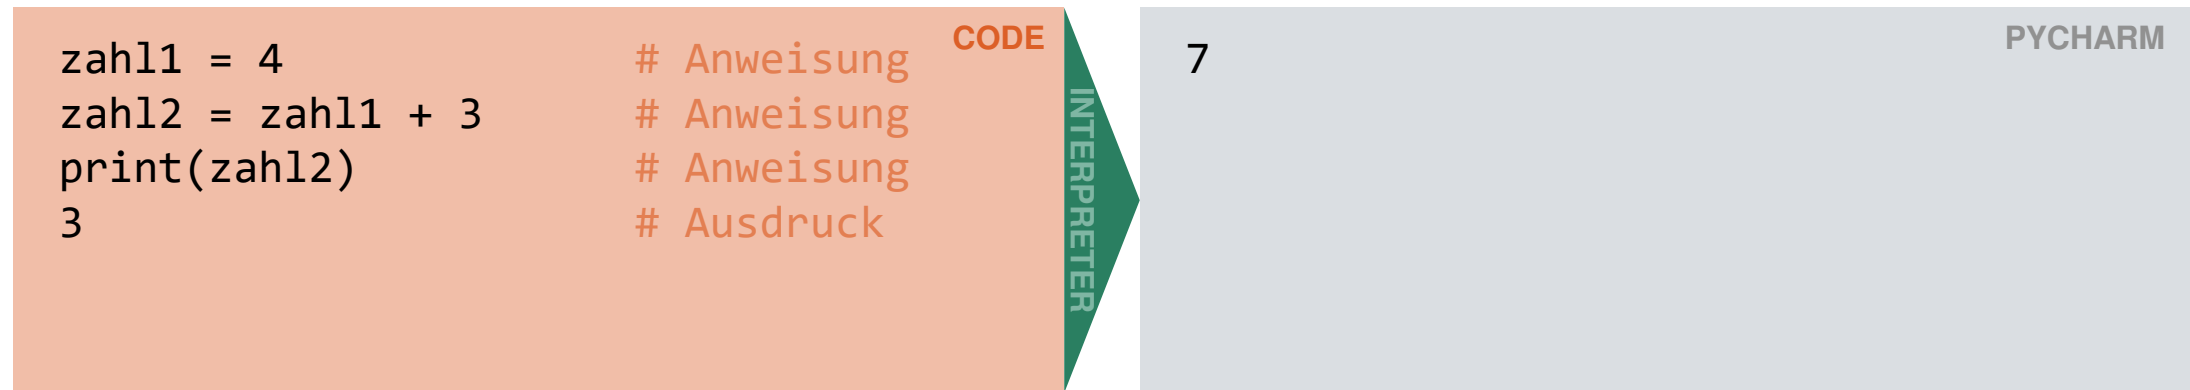 CODE
zahl1 = 4 # Anweisung
zahl2 = zahl1 + 3 # Anweisung
print(zahl2) # Anweisung
3 # Ausdruck
INTERPRETER
PYCHARM
7